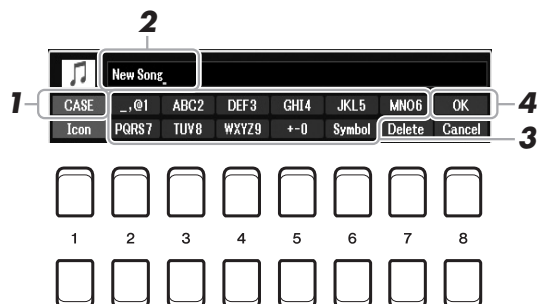 2
New Song_
1
CASE _,@1 ABC2 DEF3 GHI4 JKL5 MNO6 OK
4
Icon PQRS7 TUV8 WXYZ9 +-0 Symbol Delete Cancel
3
1 2 3 4 5 6 7 8